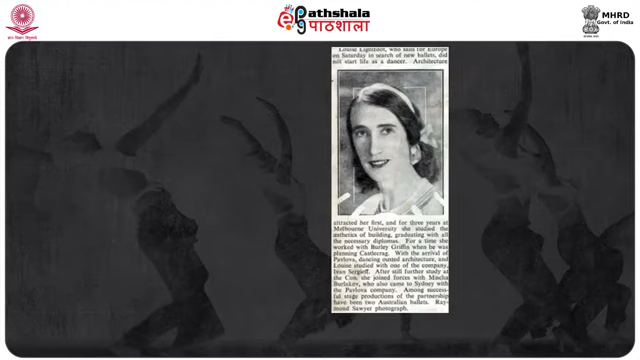 ePathshala
पाठशाला
MHRD
Govt. of India
Louise Lightfoot, who sails for Europe
on Saturday in search of new ballets, did
not start life as a dancer. Architecture
attracted her first, and for three years at
Melbourne University she studied the
esthetics of building, graduating with all
the necessary diplomas. For a time she
worked with Burley Griffin when he was
planning Castlecrag. With the arrival of
Pavlova, dancing ousted architecture, and
Louise studied with one of the company,
Ivan Sergieff. After still further study at
the Con. she joined forces with Mischa
Burlakov, who also came to Sydney with
the Pavlova company. Among success-
ful stage productions of the partnership
have been two Australian ballets. Ray-
mond Sawyer photograph.